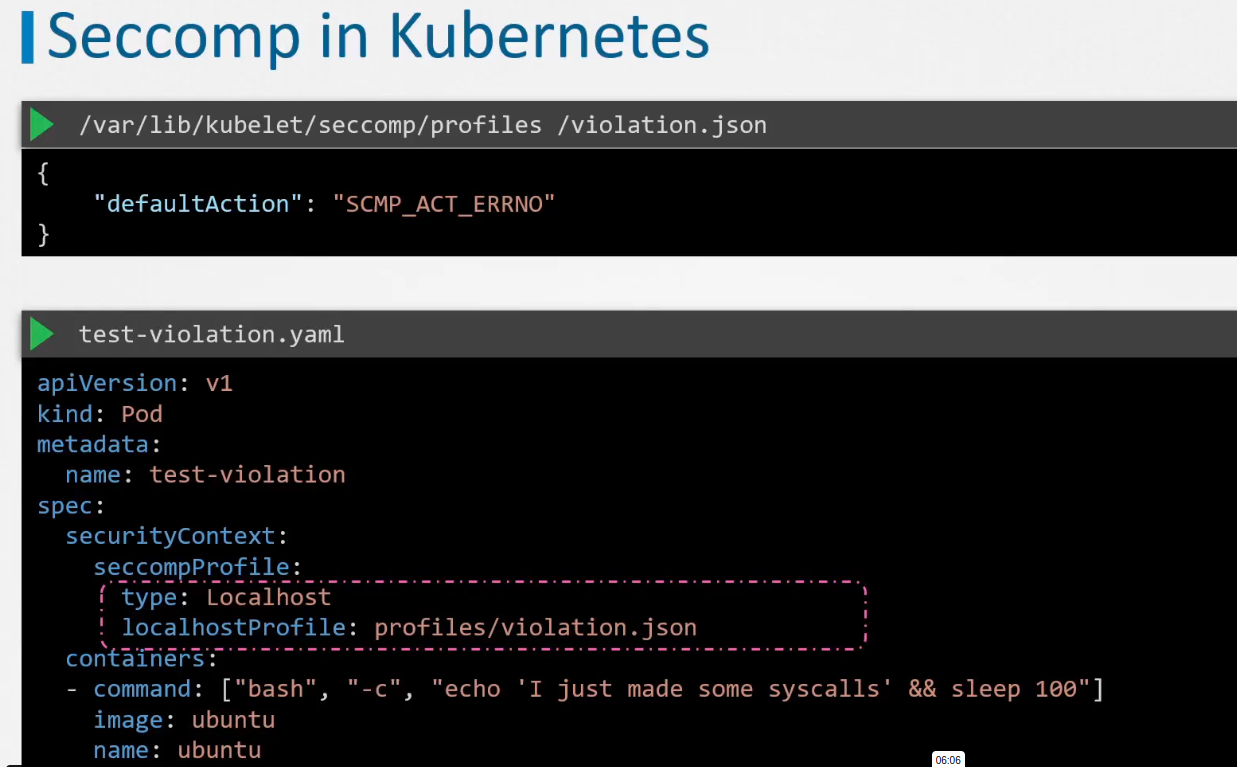 Seccomp in Kubernetes
/var/lib/kubelet/seccomp/profiles /violation.json
{
    "defaultAction": "SCMP_ACT_ERRNO"
}
test-violation.yaml
apiVersion: v1
kind: Pod
metadata:
  name: test-violation
spec:
  securityContext:
    seccompProfile:
      type: Localhost
      localhostProfile: profiles/violation.json
  containers:
  - command: ["bash", "-c", "echo 'I just made some syscalls' && sleep 100"]
    image: ubuntu
    name: ubuntu
06:06